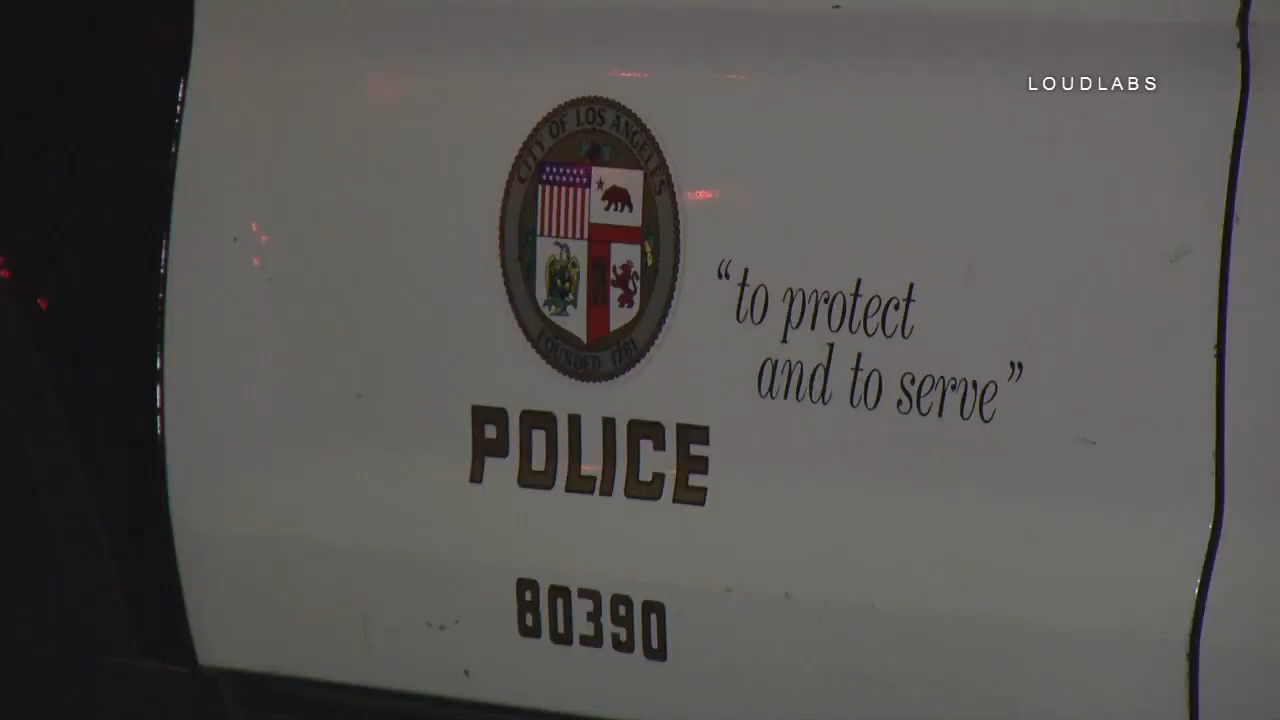 LOUDLABS
CITY OF LOS ANGELES
FOUNDED 1781
“to protect
and to serve”
POLICE
80390